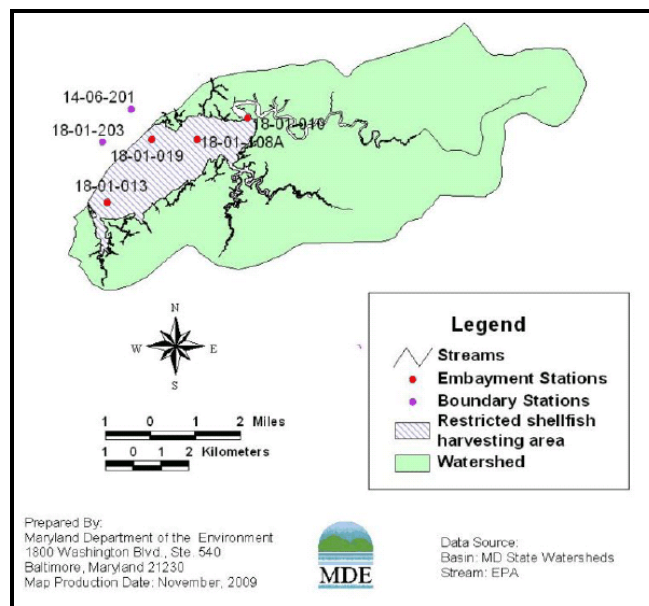 14-06-201
18-01-203
18-01-019
18-01-108A
18-01-010
18-01-013
N
W
E
S
1 0 1 2 Miles
1 0 1 2 Kilometers
Legend
Streams
Embayment Stations
Boundary Stations
Restricted shellfish
harvesting area
Watershed
Prepared By:
Maryland Department of the Environment
1800 Washington Blvd., Ste. 540
Baltimore, Maryland 21230
Map Production Date: November, 2009
MDE
Data Source:
Basin: MD State Watersheds
Stream: EPA